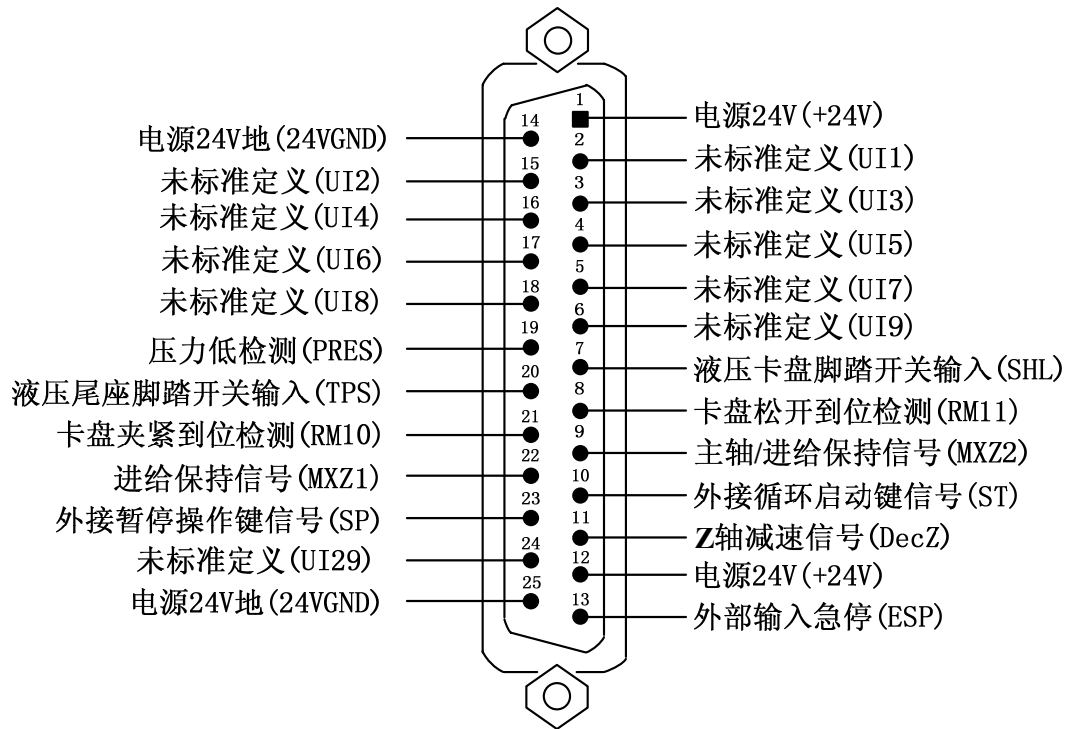 1
电源24V(+24V)
14
电源24V地(24VGND)
2
未标准定义(UI1)
15
未标准定义(UI2)
3
未标准定义(UI3)
16
未标准定义(UI4)
4
未标准定义(UI5)
17
未标准定义(UI6)
5
未标准定义(UI7)
18
未标准定义(UI8)
6
未标准定义(UI9)
19
压力低检测(PRES)
7
液压卡盘脚踏开关输入(SHL)
20
液压尾座脚踏开关输入(TPS)
8
卡盘松开到位检测(RM11)
21
卡盘夹紧到位检测(RM10)
9
主轴/进给保持信号(MXZ2)
22
进给保持信号(MXZ1)
10
外接循环启动键信号(ST)
23
外接暂停操作键信号(SP)
11
Z轴减速信号(DecZ)
24
未标准定义(UI29)
12
电源24V(+24V)
25
电源24V地(24VGND)
13
外部输入急停(ESP)